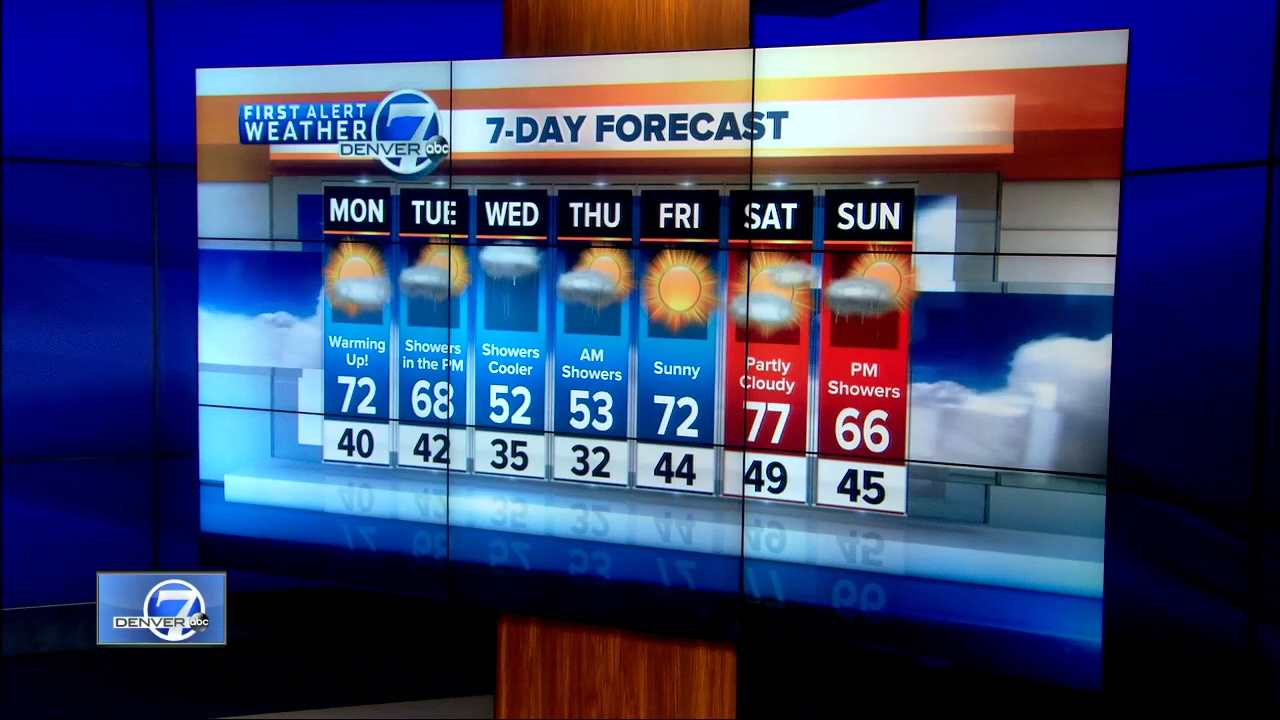 FIRST ALERT
WEATHER 7
DENVER abc
7-DAY FORECAST
MON TUE WED THU FRI SAT SUN
Warming
Up!
72
40
Showers
in the PM
68
42
Showers
Cooler
52
35
AM
Showers
53
32
Sunny
72
44
Partly
Cloudy
77
49
PM
Showers
66
45
7
DENVER abc